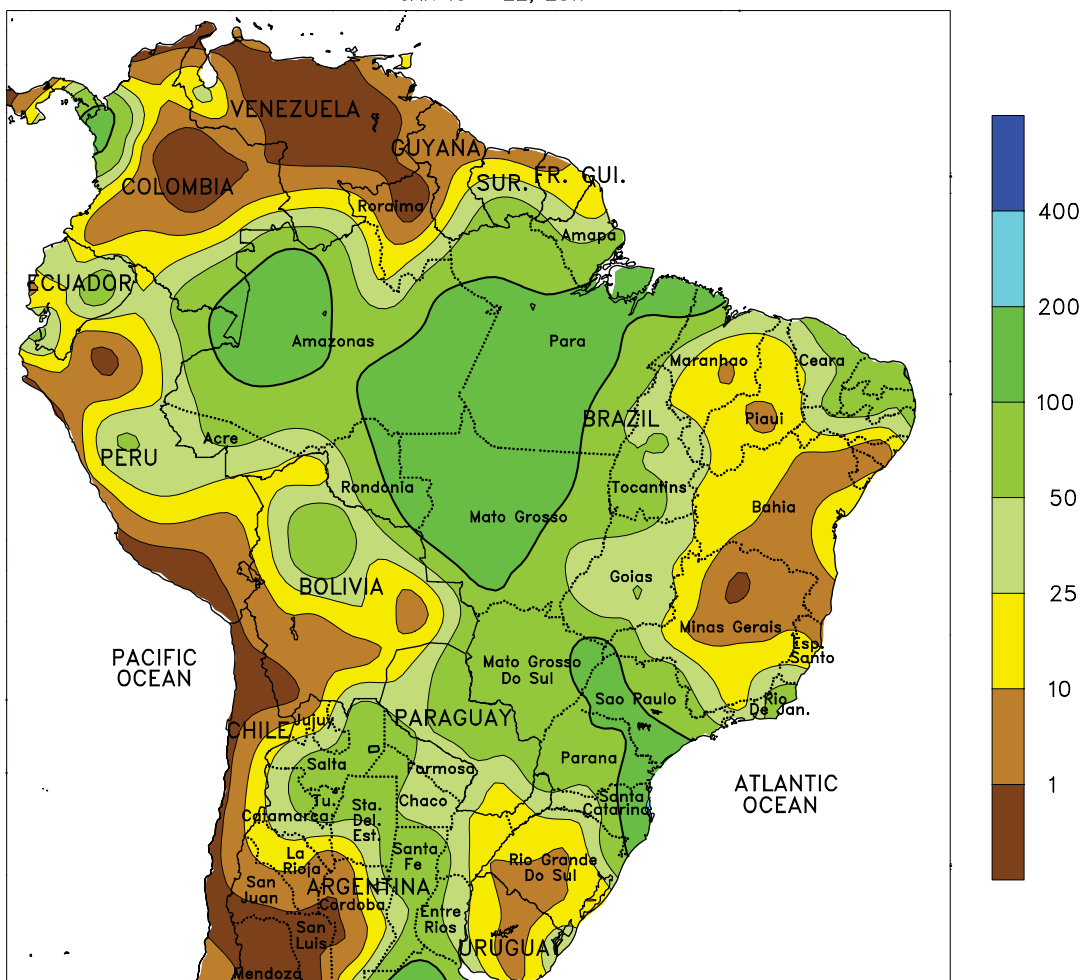 VENEZUELA
GUYANA
COLOMBIA
SUR.
FR. GUI.
Roraima
Amapa
ECUADOR
Amazonas
Para
Maranhao
Ceara
BRAZIL
Piaui
Acre
PERU
Rondonia
Tocantins
Mato Grosso
Bahia
BOLIVIA
Goias
Minas Gerais
Esp.
Santo
PACIFIC
OCEAN
Mato Grosso
Do Sul
Sao Paulo
Rio
De Jan.
PARAGUAY
CHILE
Jujuy
Parana
Salta
Formosa
ATLANTIC
OCEAN
Tu.
Chaco
Santa
Catarina
Catamarca
Sta.
Del.
Est.
La
Rioja
Santa
Fe
Rio Grande
Do Sul
San
Juan
ARGENTINA
Cordoba
Entre
Rios
San
Luis
URUGUAY
Mendoza
400
200
100
50
25
10
1